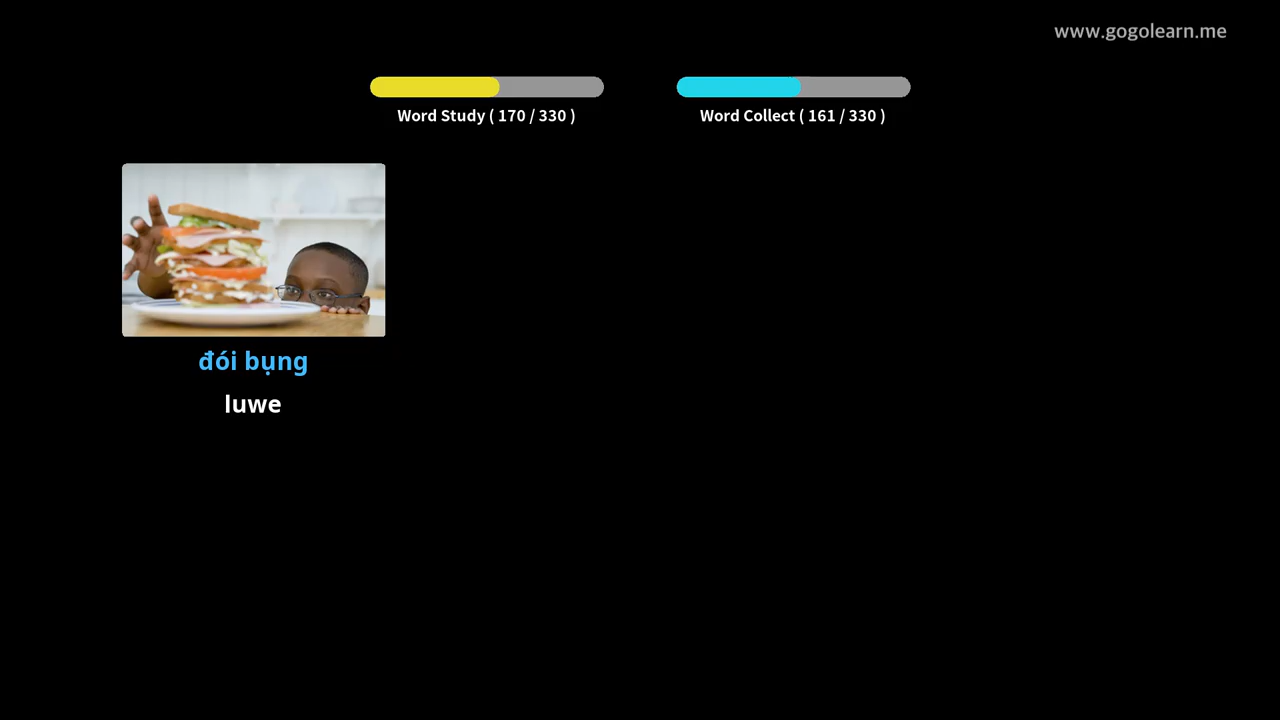 www.gogolearn.me
Word Study ( 170 / 330 )
Word Collect ( 161 / 330 )
đói bụng
luwe